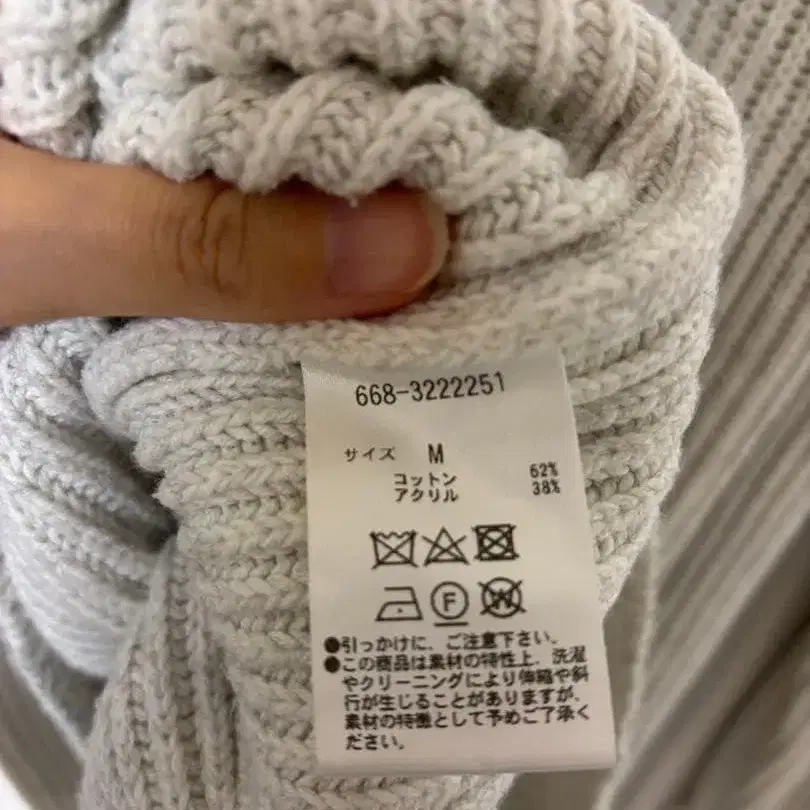 668-3222251
サイズ M
コットン 62%
アクリル 38%
F
W
●引っかけに、ご注意下さい。
●この商品は素材の特性上、洗濯
やクリーニングにより伸縮や斜
行が生じることがありますが、
素材の特徴として予めご了承く
ださい。